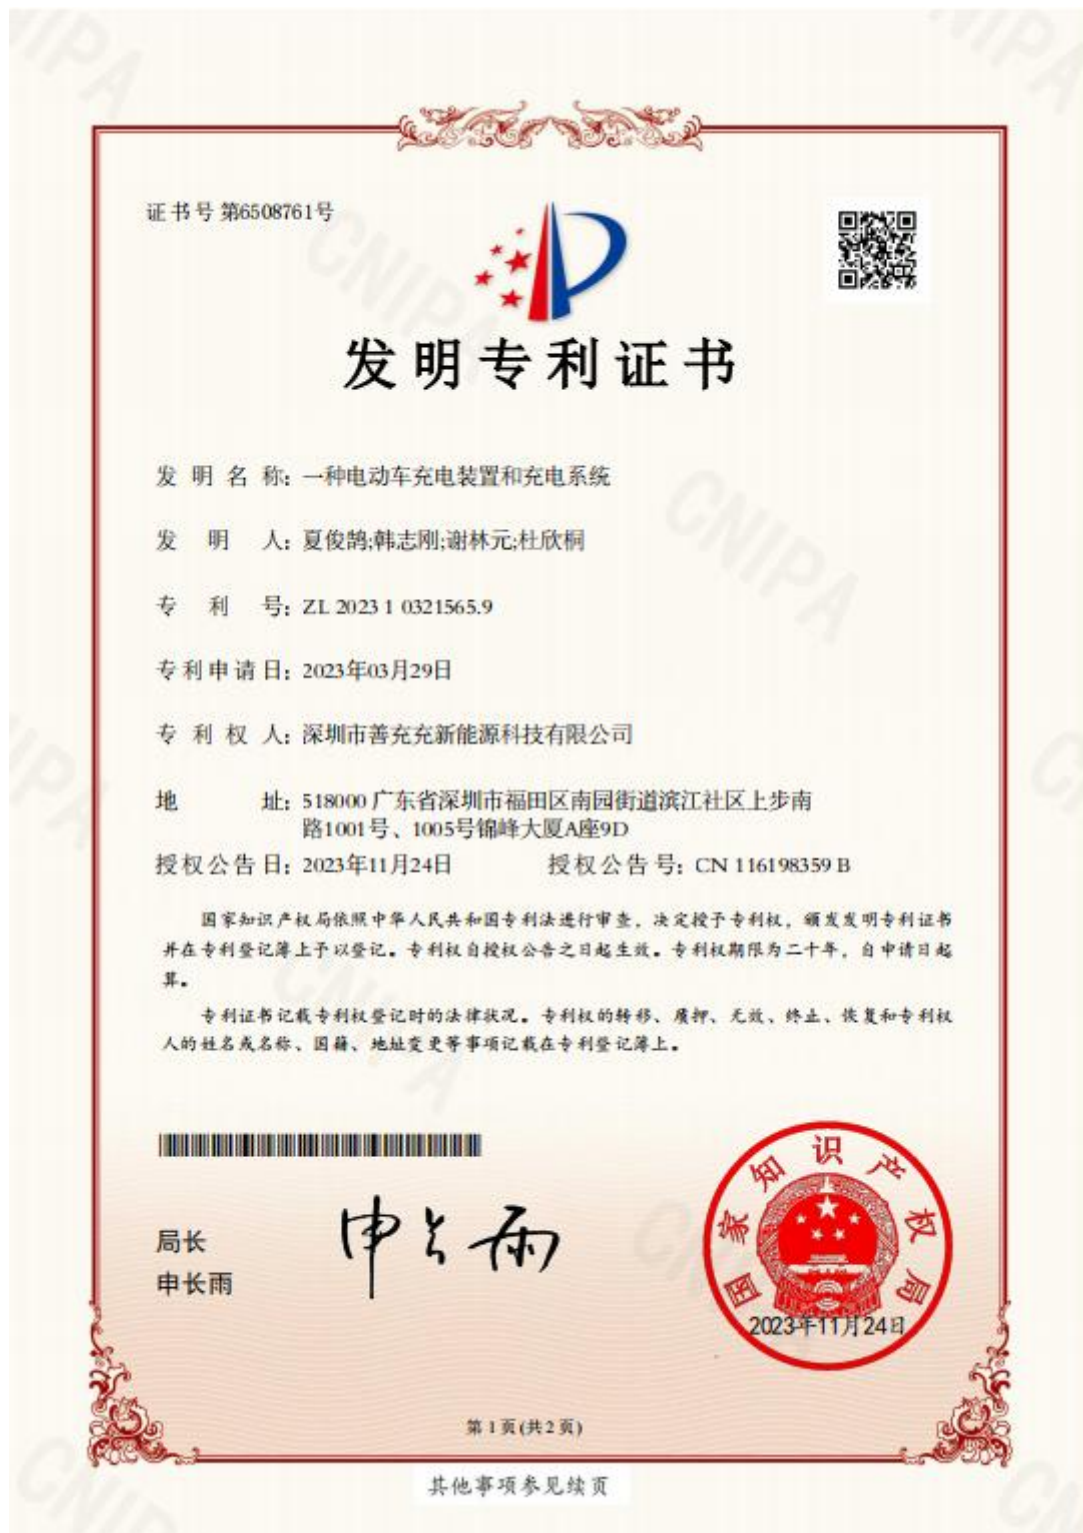 证书号 第6508761号
发明专利证书
发明名称: 一种电动车充电装置和充电系统
发明人: 夏俊鹄;韩志刚;谢林元;杜欣桐
专利号: ZL 2023 1 0321565.9
专利申请日: 2023年03月29日
专利权人: 深圳市善充充新能源科技有限公司
地址: 518000 广东省深圳市福田区南园街道滨江社区上步南
路1001号、1005号锦峰大厦A座9D
授权公告日: 2023年11月24日 授权公告号: CN 116198359 B
国家知识产权局依照中华人民共和国专利法进行审查，决定授予专利权，颁发发明专利证书
并在专利登记簿上予以登记。专利权自授权公告之日起生效。专利权期限为二十年，自申请日起
算。
专利证书记载专利权登记时的法律状况。专利权的转移、质押、无效、终止、恢复和专利权
人的姓名或名称、国籍、地址变更等事项记载在专利登记簿上。
局长
申长雨
申长雨
国家知识产权局
2023年11月24日
第 1 页(共 2 页)
其他事项参见续页
CNIPA